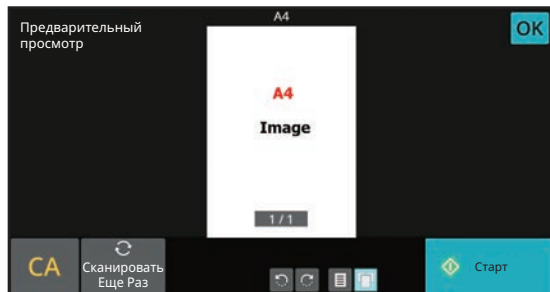 A4
Предварительный
просмотр
OK
A4
Image
1 / 1
CA
Сканировать
Еще Раз
Старт